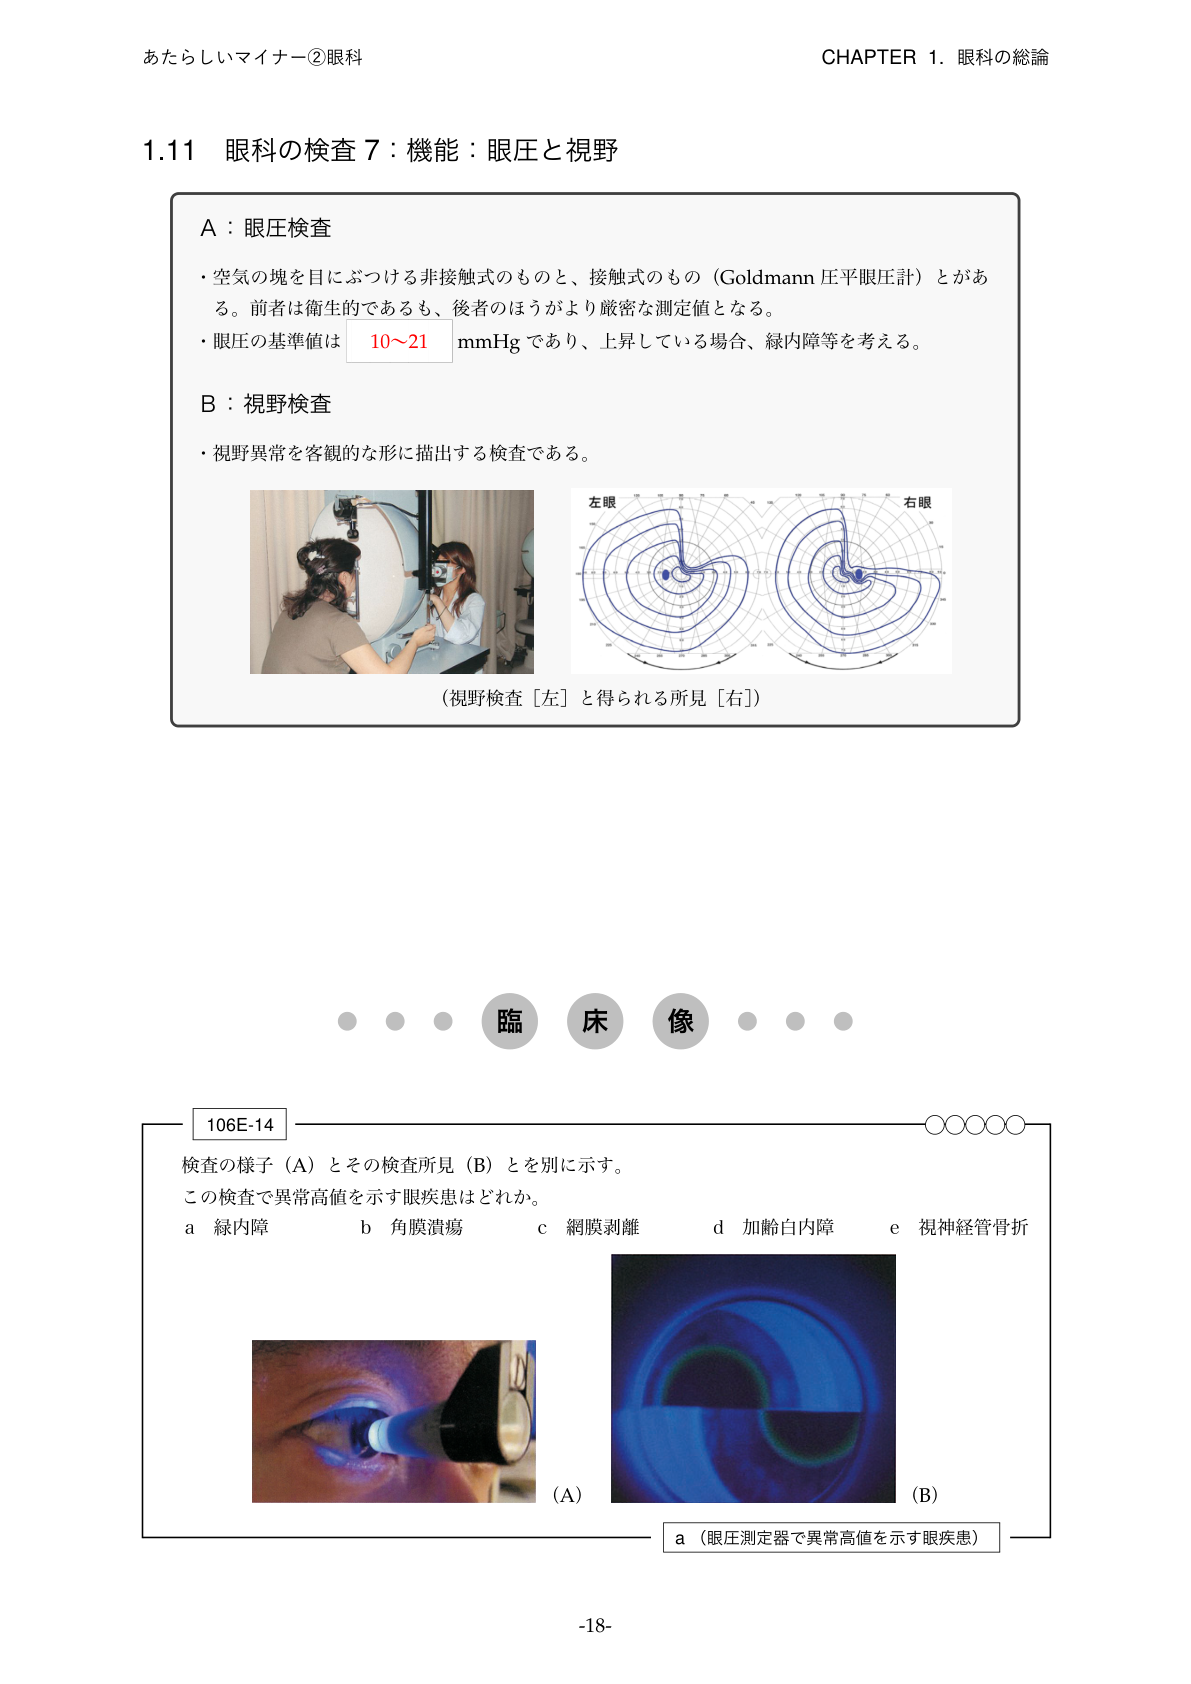 あたらしいマイナー②眼科
CHAPTER 1. 眼科の総論
1.11 眼科の検査 7：機能：眼圧と視野
A：眼圧検査
・空気の塊を目にぶつける非接触式のものと、接触式のもの（Goldmann 圧平眼圧計）とがあ
る。前者は衛生的であるも、後者のほうがより厳密な測定値となる。
・眼圧の基準値は 10〜21 mmHg であり、上昇している場合、緑内障等を考える。
B：視野検査
・視野異常を客観的な形に描出する検査である。
左眼
右眼
（視野検査［左］と得られる所見［右］）
臨床像
106E-14
検査の様子（A）とその検査所見（B）とを別に示す。
この検査で異常高値を示す眼疾患はどれか。
a 緑内障 b 角膜潰瘍 c 網膜剥離 d 加齢白内障 e 視神経管骨折
（A）
（B）
a （眼圧測定器で異常高値を示す眼疾患）
-18-